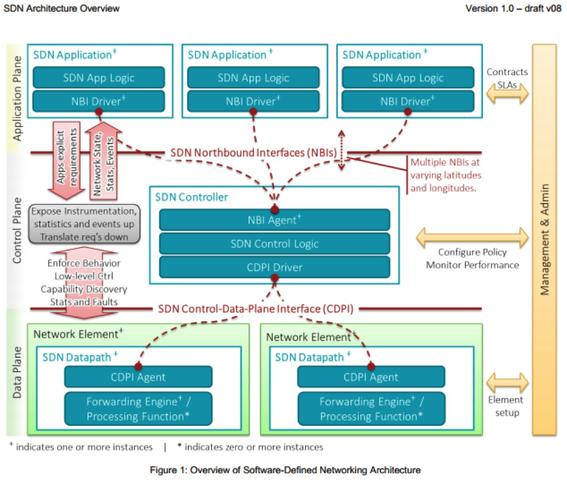 SDN Architecture Overview
Version 1.0 – draft v08
Application Plane
SDN Application⁺
SDN App Logic
NBI Driver⁺
SDN Application⁺
SDN App Logic
NBI Driver⁺
SDN Application⁺
SDN App Logic
NBI Driver⁺
Contracts
SLAs
Apps explicit
requirements
Network State,
Stats, Events
SDN Northbound Interfaces (NBIs)
Multiple NBIs at
varying latitudes
and longitudes.
Control Plane
Expose Instrumentation,
statistics and events up
Translate req's down
SDN Controller
NBI Agent⁺
SDN Control Logic
CDPI Driver
Configure Policy
Monitor Performance
Management & Admin
Enforce Behavior
Low-level Ctrl
Capability Discovery
Stats and Faults
SDN Control-Data-Plane Interface (CDPI)
Data Plane
Network Element⁺
SDN Datapath⁺
CDPI Agent
Forwarding Engine⁺ /
Processing Function*
Network Element
SDN Datapath⁺
CDPI Agent
Forwarding Engine⁺ /
Processing Function*
Element
setup
⁺ indicates one or more instances | * indicates zero or more instances
Figure 1: Overview of Software-Defined Networking Architecture